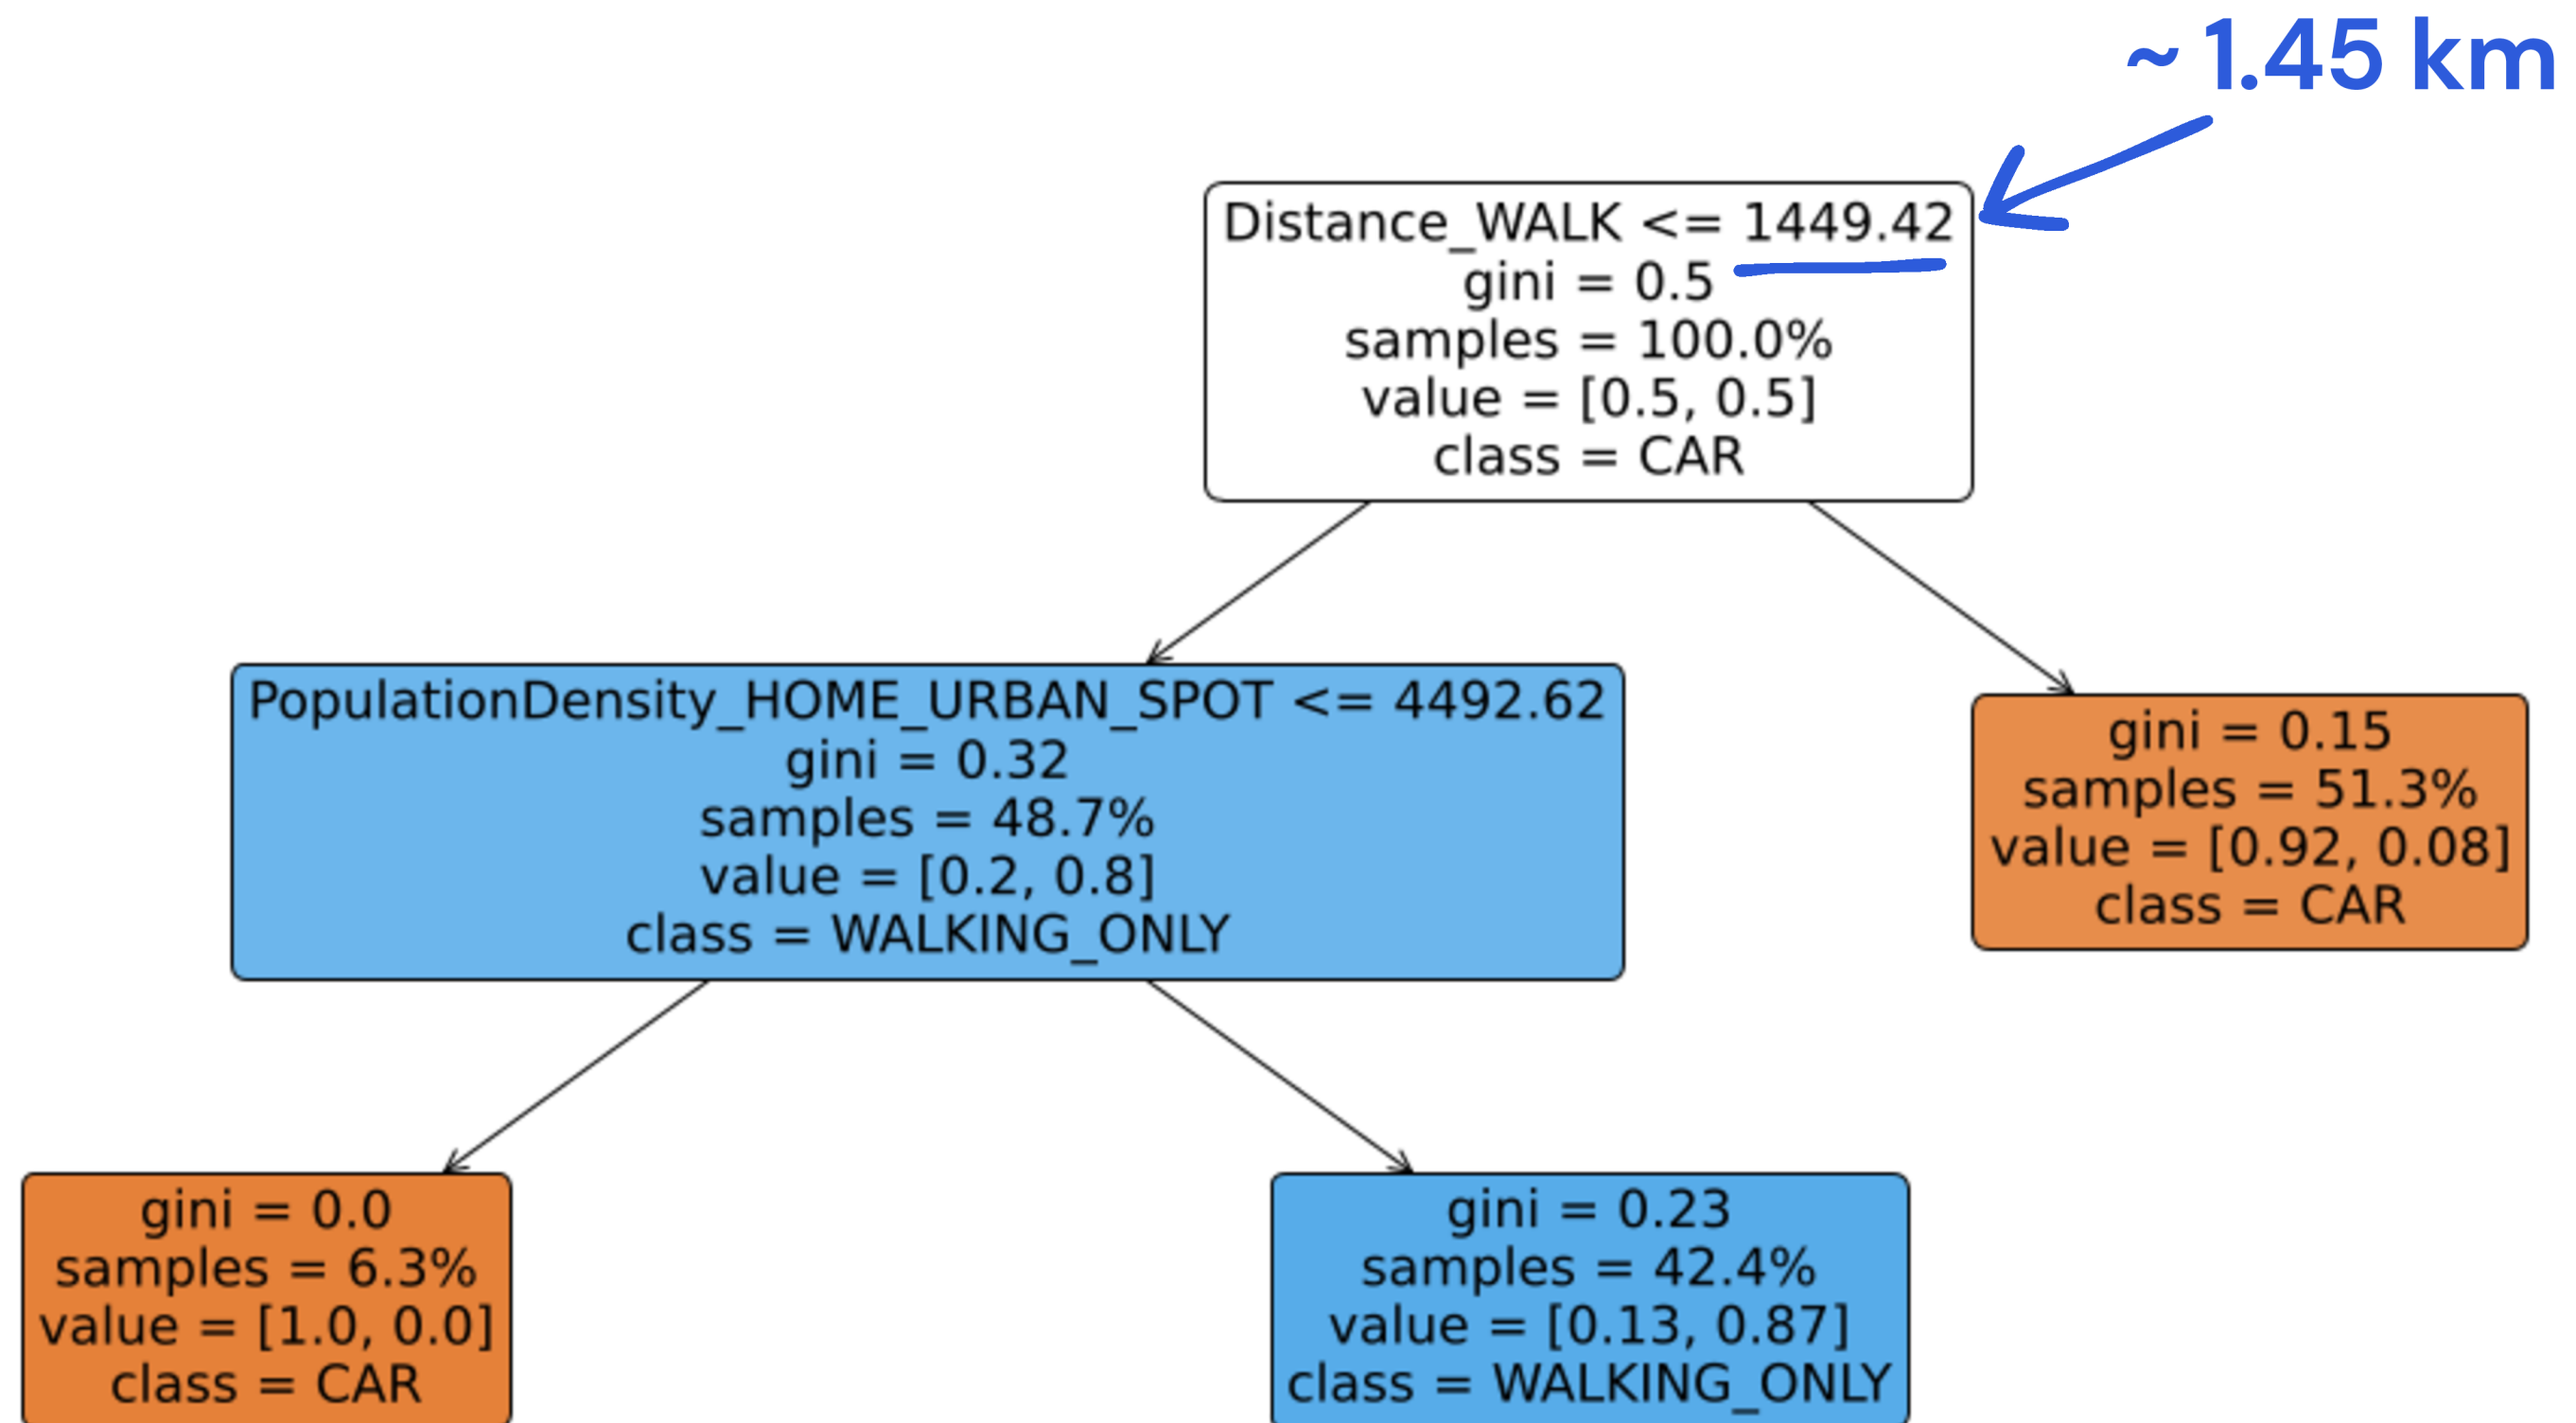 ~ 1.45 km
Distance_WALK <= 1449.42
gini = 0.5
samples = 100.0%
value = [0.5, 0.5]
class = CAR
PopulationDensity_HOME_URBAN_SPOT <= 4492.62
gini = 0.32
samples = 48.7%
value = [0.2, 0.8]
class = WALKING_ONLY
gini = 0.15
samples = 51.3%
value = [0.92, 0.08]
class = CAR
gini = 0.0
samples = 6.3%
value = [1.0, 0.0]
class = CAR
gini = 0.23
samples = 42.4%
value = [0.13, 0.87]
class = WALKING_ONLY